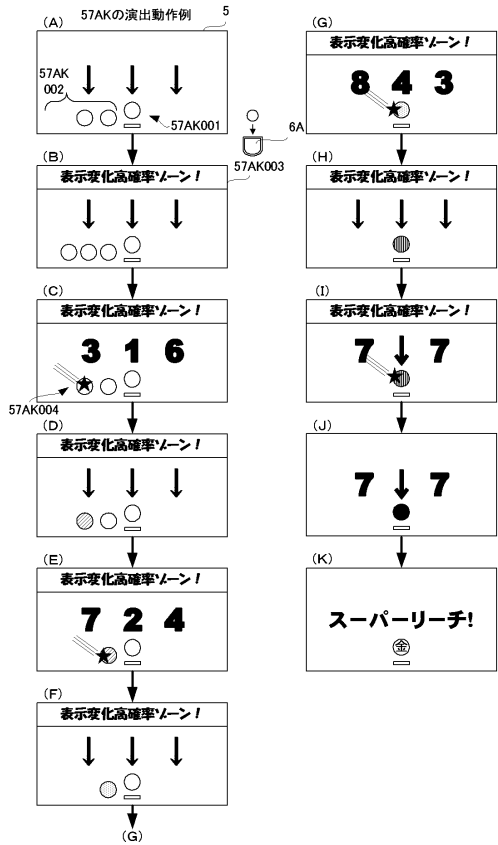 57AKの演出動作例
(A)
5
57AK
002
57AK001
6A
(B)
57AK003
表示変化高確率ゾーン!
(C)
表示変化高確率ゾーン!
3 1 6
57AK004
(D)
表示変化高確率ゾーン!
(E)
表示変化高確率ゾーン!
7 2 4
(F)
表示変化高確率ゾーン!
(G)
(G)
表示変化高確率ゾーン!
8 4 3
(H)
表示変化高確率ゾーン!
(I)
表示変化高確率ゾーン!
7 7
(J)
7 7
(K)
スーパーリーチ!
金